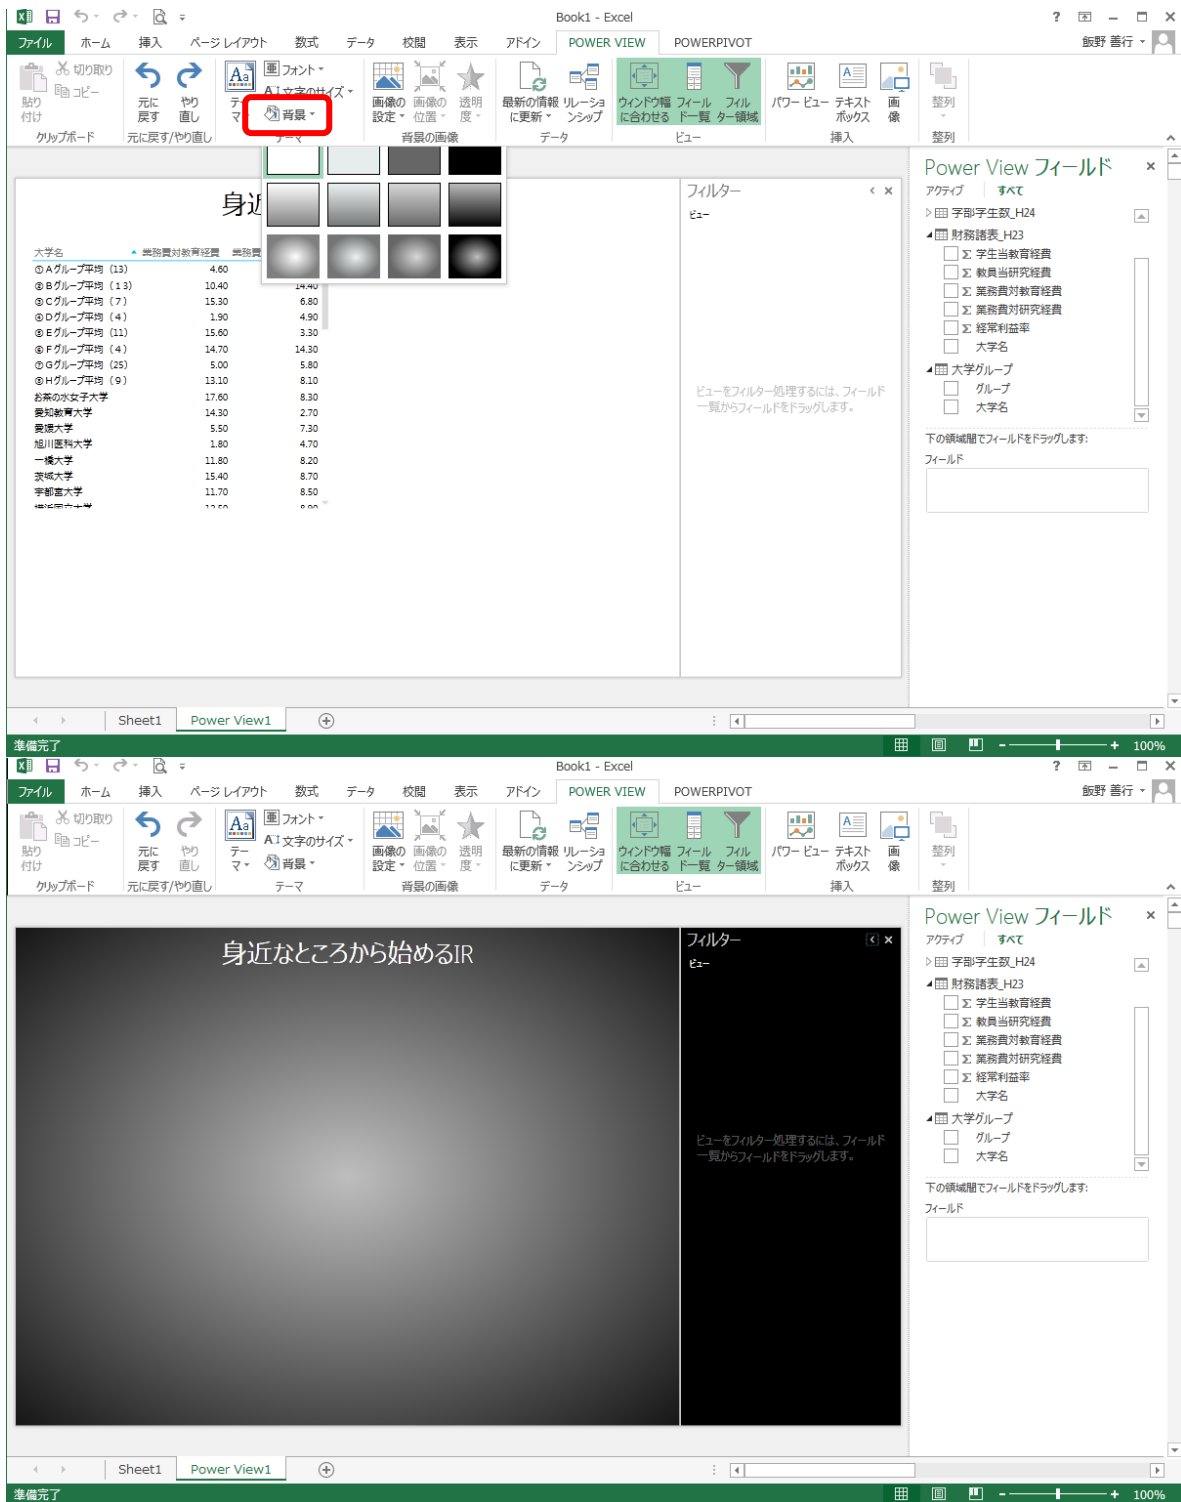 Book1 - Excel
ファイル ホーム 挿入 ページ レイアウト 数式 データ 校閲 表示 アドイン POWER VIEW POWERPIVOT 飯野 善行
貼り付け 切り取り コピー 元に戻す やり直し テーマ フォント 文字のサイズ 背景 画像の設定 画像の位置 透明度 最新の情報に更新 リレーションシップ ウィンドウ幅に合わせる フィールド一覧 フィルター領域 パワー ビュー テキスト ボックス 画像 整列
クリップボード 元に戻す/やり直し テーマ 背景の画像 データ ビュー 挿入 整列
身近
大学名 業務費対教育経費 業務費
①Aグループ平均（13） 4.60
②Bグループ平均（13） 10.40 14.40
③Cグループ平均（7） 15.30 6.80
④Dグループ平均（4） 1.90 4.90
⑤Eグループ平均（11） 15.60 3.30
⑥Fグループ平均（4） 14.70 14.30
⑦Gグループ平均（25） 5.00 5.80
⑧Hグループ平均（9） 13.10 8.10
お茶の水女子大学 17.60 8.30
愛知教育大学 14.30 2.70
愛媛大学 5.50 7.30
旭川医科大学 1.80 4.70
一橋大学 11.80 8.20
茨城大学 15.40 8.70
宇都宮大学 11.70 8.50
横浜国立大学 12.50 8.90
フィルター
ビュー
ビューをフィルター処理するには、フィールド
一覧からフィールドをドラッグします。
Power View フィールド
アクティブ すべて
学部学生数_H24
財務諸表_H23
Σ 学生当教育経費
Σ 教員当研究経費
Σ 業務費対教育経費
Σ 業務費対研究経費
Σ 経常利益率
大学名
大学グループ
グループ
大学名
下の領域間でフィールドをドラッグします:
フィールド
Sheet1 Power View1
準備完了 100%
Book1 - Excel
ファイル ホーム 挿入 ページ レイアウト 数式 データ 校閲 表示 アドイン POWER VIEW POWERPIVOT 飯野 善行
貼り付け 切り取り コピー 元に戻す やり直し テーマ フォント 文字のサイズ 背景 画像の設定 画像の位置 透明度 最新の情報に更新 リレーションシップ ウィンドウ幅に合わせる フィールド一覧 フィルター領域 パワー ビュー テキスト ボックス 画像 整列
クリップボード 元に戻す/やり直し テーマ 背景の画像 データ ビュー 挿入 整列
身近なところから始めるIR
フィルター
ビュー
ビューをフィルター処理するには、フィールド
一覧からフィールドをドラッグします。
Power View フィールド
アクティブ すべて
学部学生数_H24
財務諸表_H23
Σ 学生当教育経費
Σ 教員当研究経費
Σ 業務費対教育経費
Σ 業務費対研究経費
Σ 経常利益率
大学名
大学グループ
グループ
大学名
下の領域間でフィールドをドラッグします:
フィールド
Sheet1 Power View1
準備完了 100%